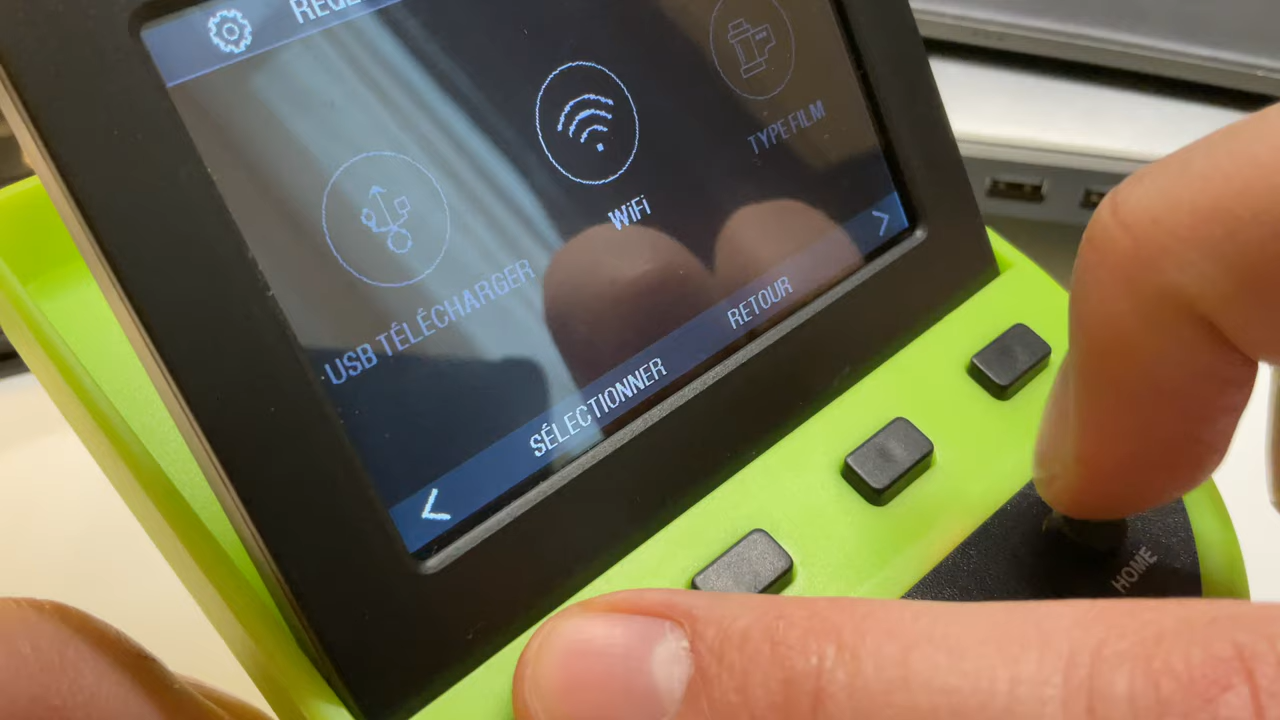 TYPE FILM
WiFi
USB TÉLÉCHARGER
RETOUR
SÉLECTIONNER
HOME